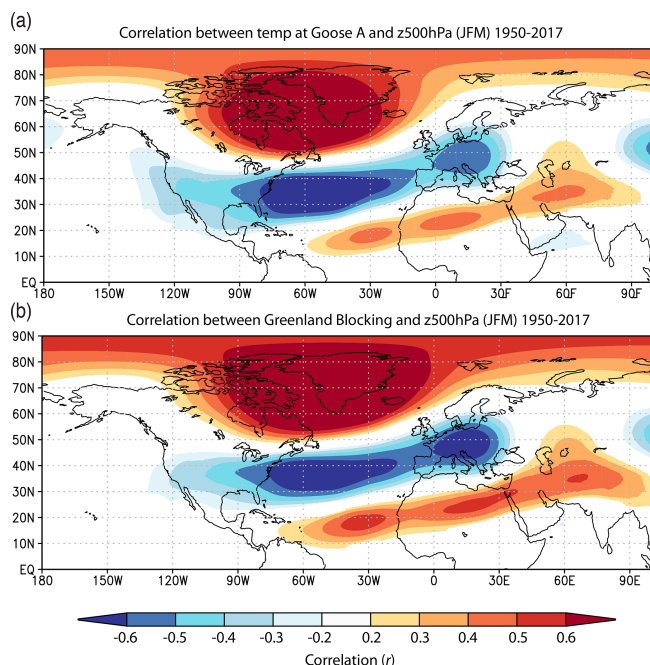 (a)
Correlation between temp at Goose A and z500hPa (JFM) 1950-2017
90N
80N
70N
60N
50N
40N
30N
20N
10N
EQ
180 150W 120W 90W 60W 30W 0 30F 60E 90F
(b)
Correlation between Greenland Blocking and z500hPa (JFM) 1950-2017
90N
80N
70N
60N
50N
40N
30N
20N
10N
EQ
180 150W 120W 90W 60W 30W 0 30E 60E 90E
-0.6 -0.5 -0.4 -0.3 -0.2 0.2 0.3 0.4 0.5 0.6
Correlation (r)